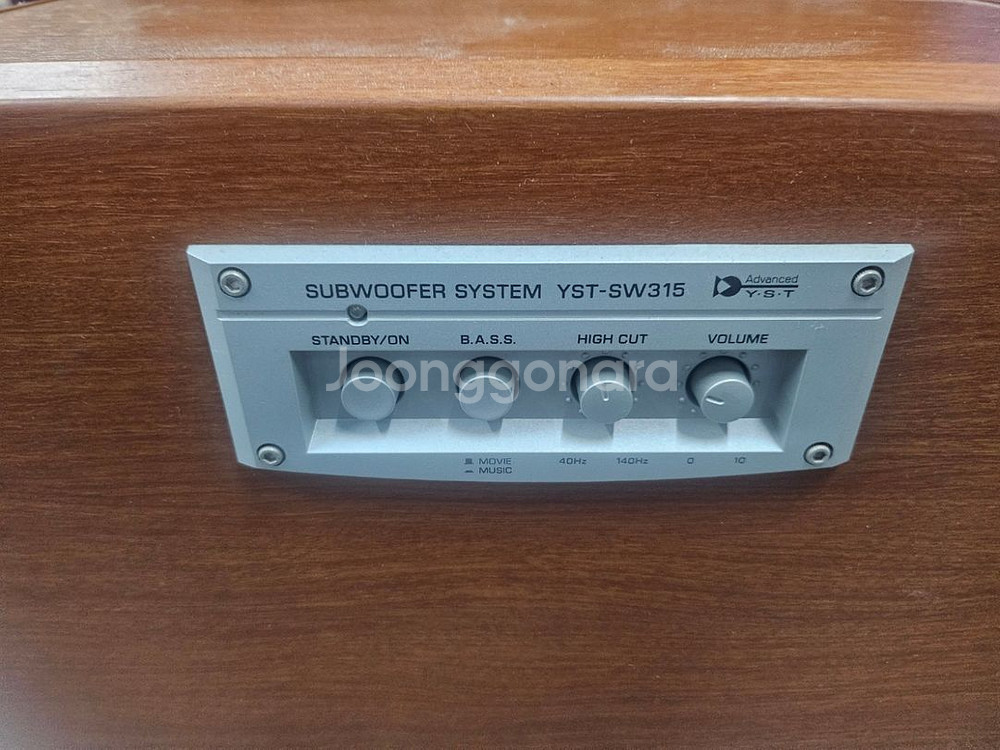 SUBWOOFER SYSTEM YST-SW315
Advanced
Y·S·T
STANDBY/ON B.A.S.S. HIGH CUT VOLUME
Joonggonara
MOVIE
MUSIC
40Hz 140Hz 0 10